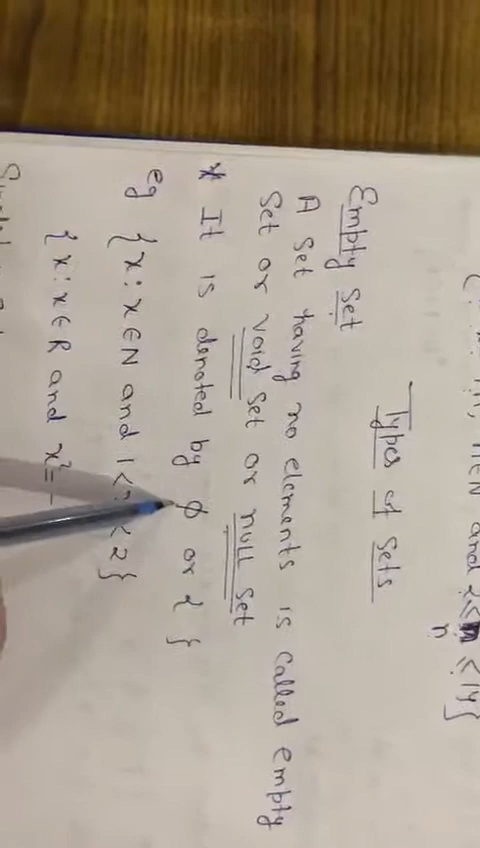 n∈N and 2 ≤ n ≤ 14}
Types of Sets
Empty Set
A Set having no elements is called empty
Set or void Set or null Set
* It is denoted by ϕ or { }
eg {x : x∈N and 1 < < 2}
{x : x∈R and x² =